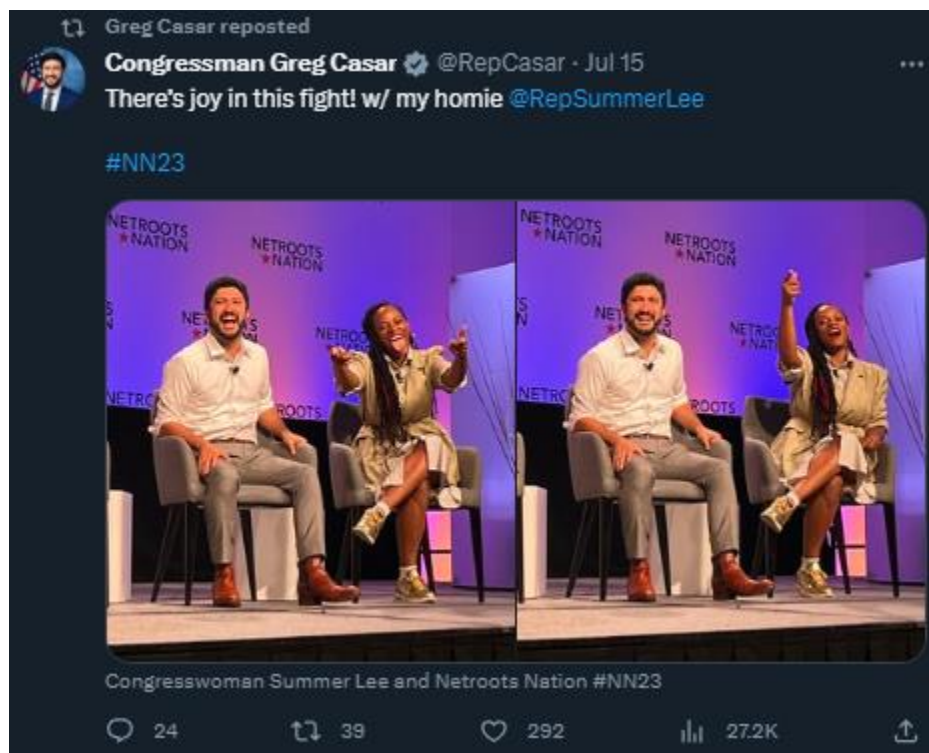 Greg Casar reposted
Congressman Greg Casar @RepCasar · Jul 15
There's joy in this fight! w/ my homie @RepSummerLee
#NN23
NETROOTS
NATION
NETROOTS
NATION
NETROOTS
NATION
NETROOTS
NATION
Congresswoman Summer Lee and Netroots Nation #NN23
24 39 292 27.2K